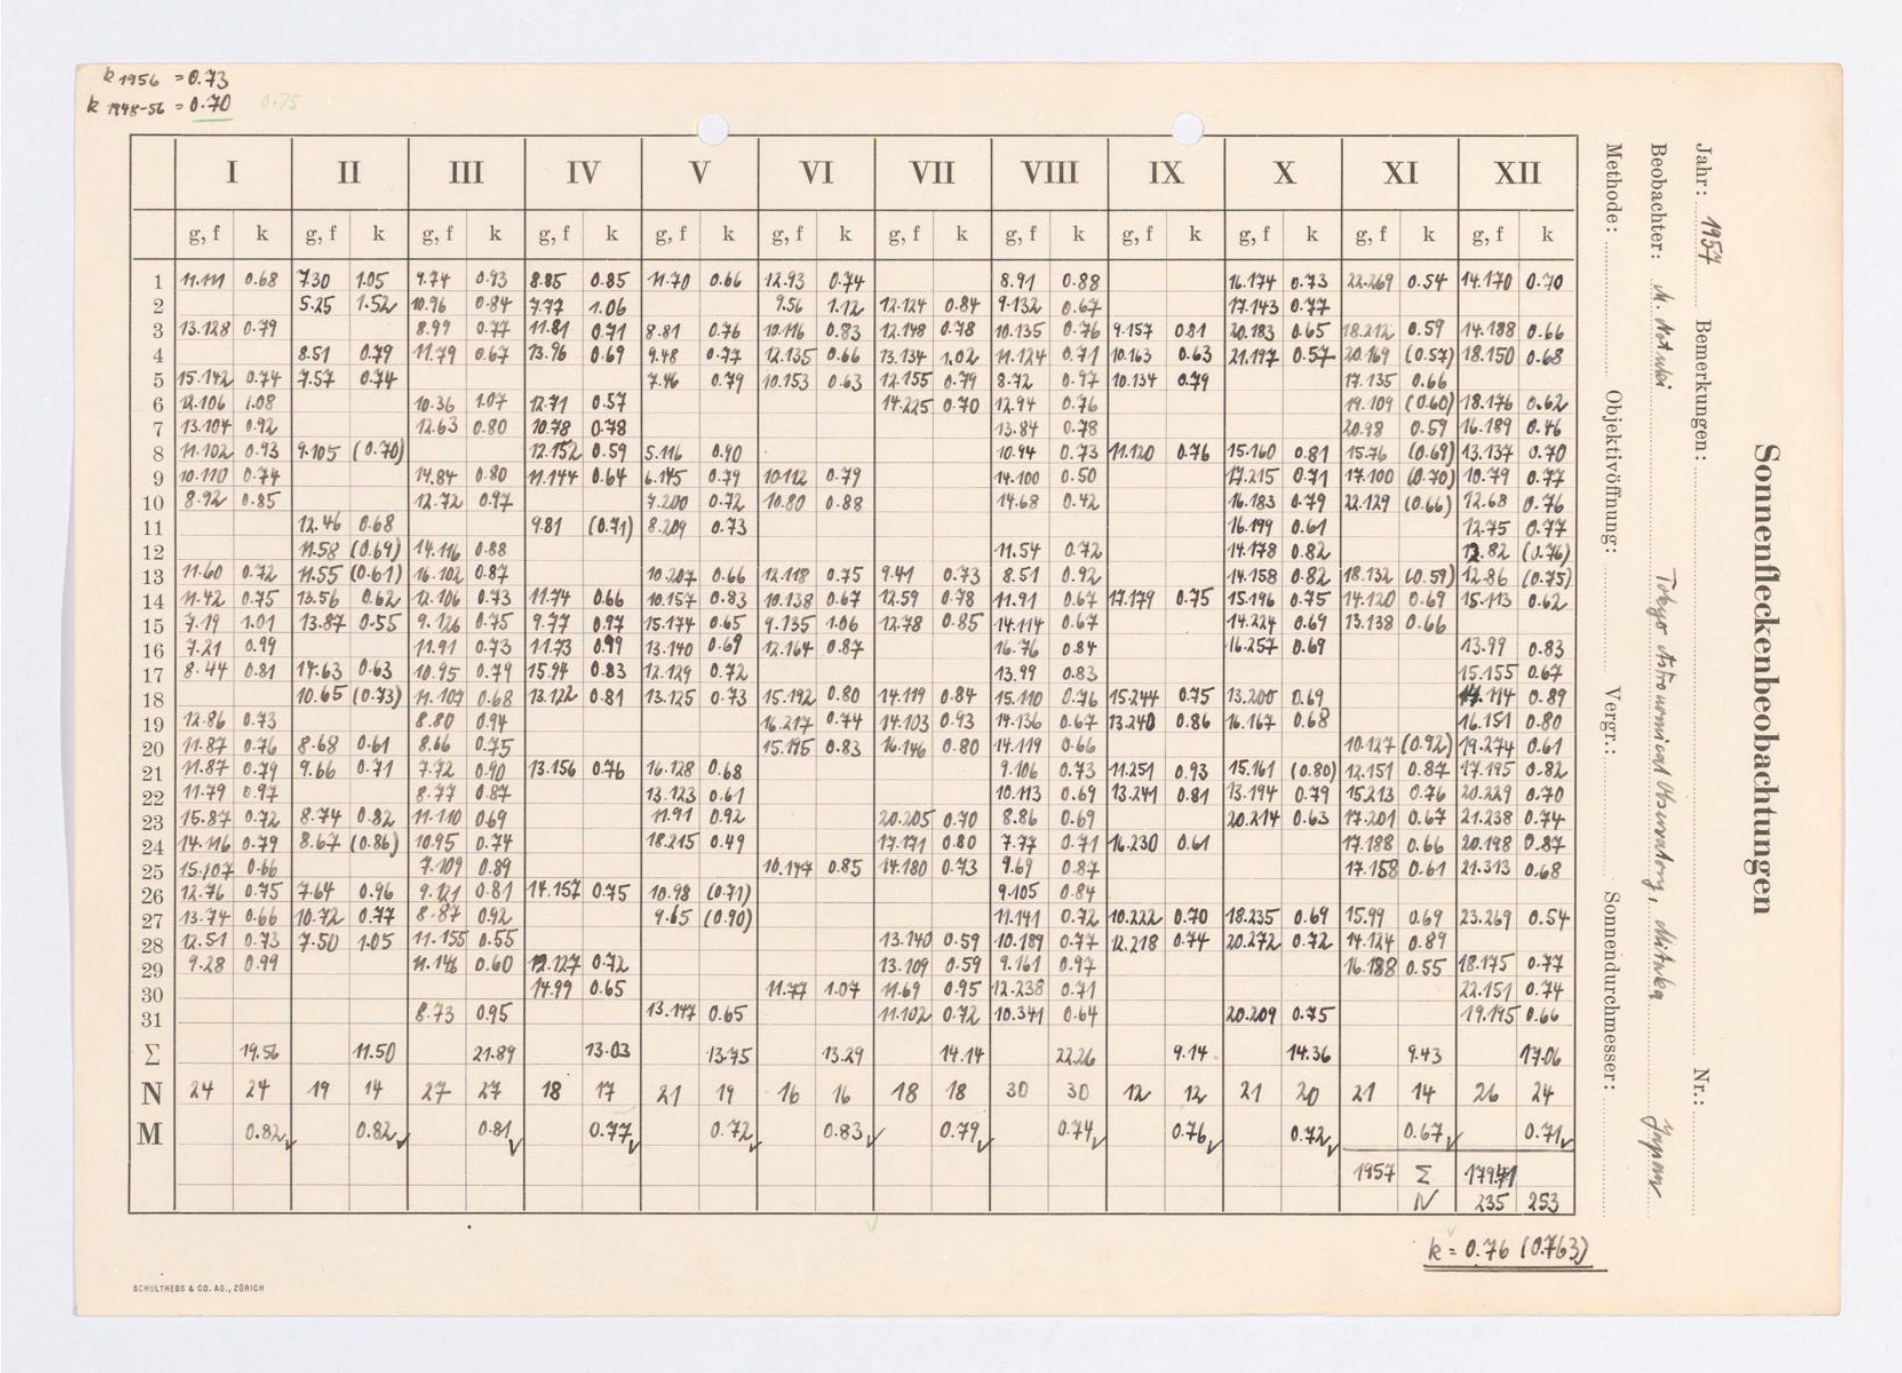 k 1956 = 0.73
k 1948-56 = 0.70 0.75
I II III IV V VI VII VIII IX X XI XII
g, f k g, f k g, f k g, f k g, f k g, f k g, f k g, f k g, f k g, f k g, f k g, f k
1 11.111 0.68 7.30 1.05 9.74 0.93 8.85 0.85 11.70 0.66 12.93 0.74 8.91 0.88 16.174 0.73 22.269 0.54 14.170 0.70
2 5.25 1.52 10.96 0.84 7.77 1.06 9.56 1.12 12.124 0.84 9.132 0.67 17.143 0.77
3 13.128 0.79 8.99 0.77 11.81 0.71 8.81 0.76 10.116 0.83 12.148 0.78 10.135 0.76 9.157 0.81 20.183 0.65 18.212 0.59 14.188 0.66
4 8.51 0.79 11.79 0.67 13.96 0.69 9.48 0.77 12.135 0.66 13.134 1.02 11.124 0.71 10.163 0.63 21.197 0.57 20.169 (0.57) 18.150 0.68
5 15.142 0.74 7.57 0.74 7.46 0.79 10.153 0.63 12.155 0.79 8.72 0.97 10.134 0.79 17.135 0.66
6 12.106 1.08 10.36 1.07 12.71 0.57 14.225 0.70 12.94 0.76 19.109 (0.60) 18.176 0.62
7 13.104 0.92 12.63 0.80 10.78 0.78 13.84 0.78 20.98 0.59 16.189 0.46
8 11.102 0.93 9.105 (0.70) 12.152 0.59 5.116 0.90 10.94 0.73 11.120 0.76 15.160 0.81 15.76 (0.69) 13.137 0.70
9 10.110 0.74 14.84 0.80 11.144 0.64 6.145 0.79 10.112 0.79 14.100 0.50 17.215 0.71 17.100 (0.70) 10.79 0.77
10 8.92 0.85 12.72 0.97 7.200 0.72 10.80 0.88 14.68 0.42 16.183 0.79 22.129 (0.66) 12.68 0.76
11 12.46 0.68 9.81 (0.71) 8.209 0.73 16.199 0.61 12.75 0.77
12 11.58 (0.69) 14.116 0.88 11.54 0.72 14.178 0.82 12.82 (0.76)
13 11.60 0.72 11.55 (0.61) 16.102 0.87 10.207 0.66 12.118 0.75 9.41 0.73 8.51 0.92 14.158 0.82 18.132 (0.59) 12.86 (0.75)
14 11.42 0.75 13.56 0.62 12.106 0.73 11.74 0.66 10.157 0.83 10.138 0.67 12.59 0.78 11.91 0.67 17.179 0.75 15.196 0.75 14.120 0.69 15.113 0.62
15 7.19 1.01 13.87 0.55 9.126 0.75 9.77 0.97 15.174 0.65 9.135 1.06 12.78 0.85 14.114 0.67 14.224 0.69 13.138 0.66
16 7.21 0.99 11.91 0.73 11.73 0.99 13.140 0.69 12.164 0.87 16.76 0.84 16.257 0.69 13.99 0.83
17 8.44 0.81 14.63 0.63 10.95 0.79 15.94 0.83 12.129 0.72 13.99 0.83 15.155 0.67
18 10.65 (0.73) 11.107 0.68 13.122 0.81 13.125 0.73 15.192 0.80 14.119 0.84 15.110 0.76 15.244 0.75 13.200 0.69 114 0.89
19 12.86 0.73 8.80 0.94 16.217 0.74 14.103 0.93 14.136 0.67 13.240 0.86 16.167 0.68 16.151 0.80
20 11.87 0.76 8.68 0.61 8.66 0.75 15.195 0.83 16.146 0.80 14.119 0.66 10.127 (0.92) 19.274 0.61
21 11.87 0.79 9.66 0.71 7.72 0.90 13.156 0.76 16.128 0.68 9.106 0.73 11.251 0.93 15.161 (0.80) 12.151 0.87 17.195 0.82
22 11.79 0.97 8.77 0.87 13.123 0.61 10.113 0.69 13.241 0.81 13.194 0.79 15.213 0.76 20.229 0.70
23 15.87 0.72 8.74 0.82 11.110 0.69 11.91 0.92 20.205 0.70 8.86 0.69 20.214 0.63 17.201 0.67 21.238 0.74
24 14.116 0.79 8.67 (0.86) 10.95 0.74 18.215 0.49 17.171 0.80 7.77 0.71 16.230 0.61 17.188 0.66 20.198 0.87
25 15.107 0.66 7.109 0.89 10.147 0.85 14.180 0.73 9.69 0.87 17.158 0.61 21.313 0.68
26 12.76 0.75 7.64 0.96 9.121 0.81 14.157 0.75 10.98 (0.71) 9.105 0.84
27 13.74 0.66 10.72 0.77 8.87 0.92 9.65 (0.90) 11.141 0.72 10.222 0.70 18.235 0.69 15.99 0.69 23.269 0.54
28 12.51 0.73 7.50 1.05 11.155 0.55 13.140 0.59 10.189 0.77 12.218 0.74 20.272 0.72 14.124 0.89
29 9.28 0.99 11.146 0.60 12.127 0.72 13.109 0.59 9.161 0.97 16.188 0.55 18.175 0.77
30 14.99 0.65 11.77 1.07 11.69 0.95 12.238 0.71 22.151 0.74
31 8.73 0.95 13.147 0.65 11.102 0.72 10.341 0.64 20.209 0.75 19.195 0.66
Σ 19.56 11.50 21.89 13.03 13.75 13.29 14.14 22.26 9.14 14.36 9.43 17.06
N 24 24 19 14 27 27 18 17 21 19 16 16 18 18 30 30 12 12 21 20 21 14 26 24
M 0.82 0.82 0.81 0.77 0.72 0.83 0.79 0.74 0.76 0.72 0.67 0.71
1957 Σ 179.41
N 235 253
k = 0.76 (0.763)
SCHULTHESS & CO. AG., ZÜRICH
Sonnenfleckenbeobachtungen
Jahr: 1957 Bemerkungen: Nr.:
Beobachter: M. Notuki Tokyo Astronomical Observatory, Mitaka Japan
Methode: Objektivöffnung: Vergr.: Sonnendurchmesser: